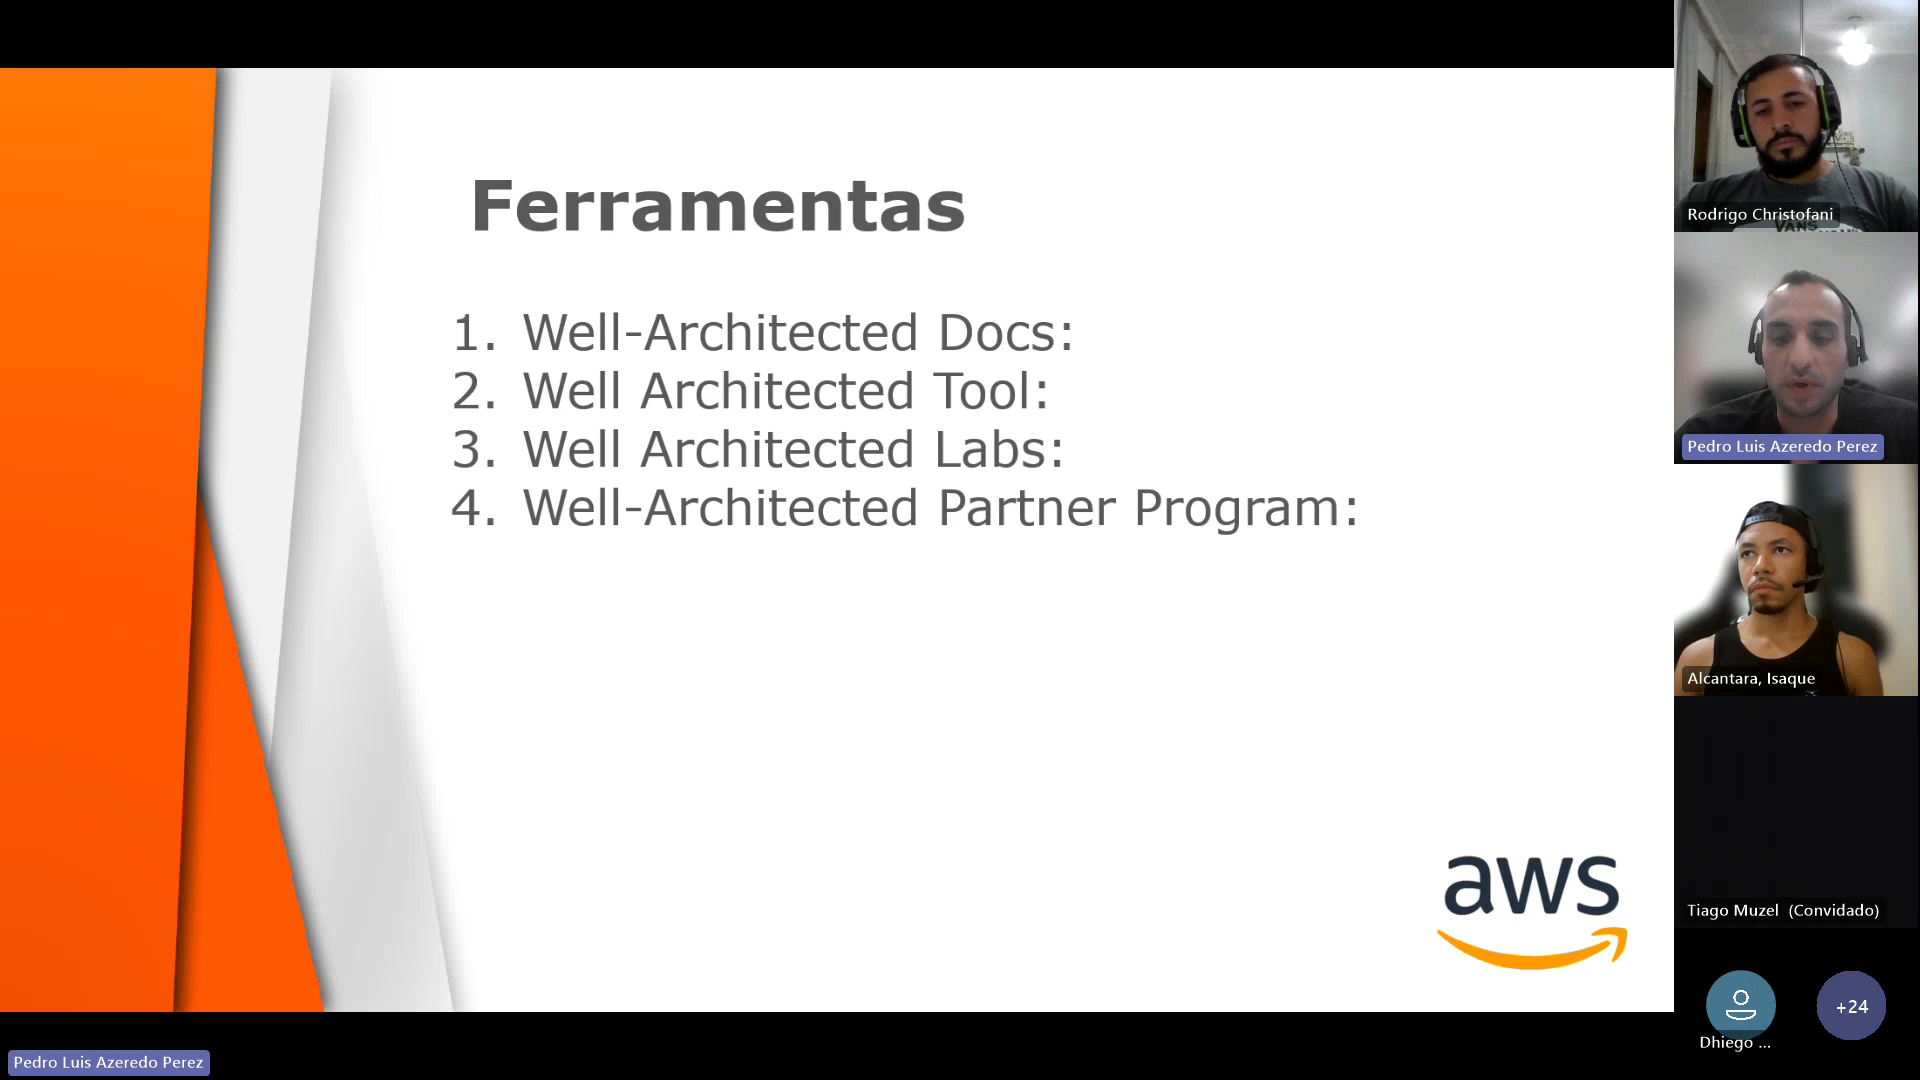 Ferramentas
1. Well-Architected Docs:
2. Well Architected Tool:
3. Well Architected Labs:
4. Well-Architected Partner Program:
aws
Rodrigo Christofani
VANS
Pedro Luis Azeredo Perez
Alcantara, Isaque
Tiago Muzel (Convidado)
Dhiego ...
+24
Pedro Luis Azeredo Perez